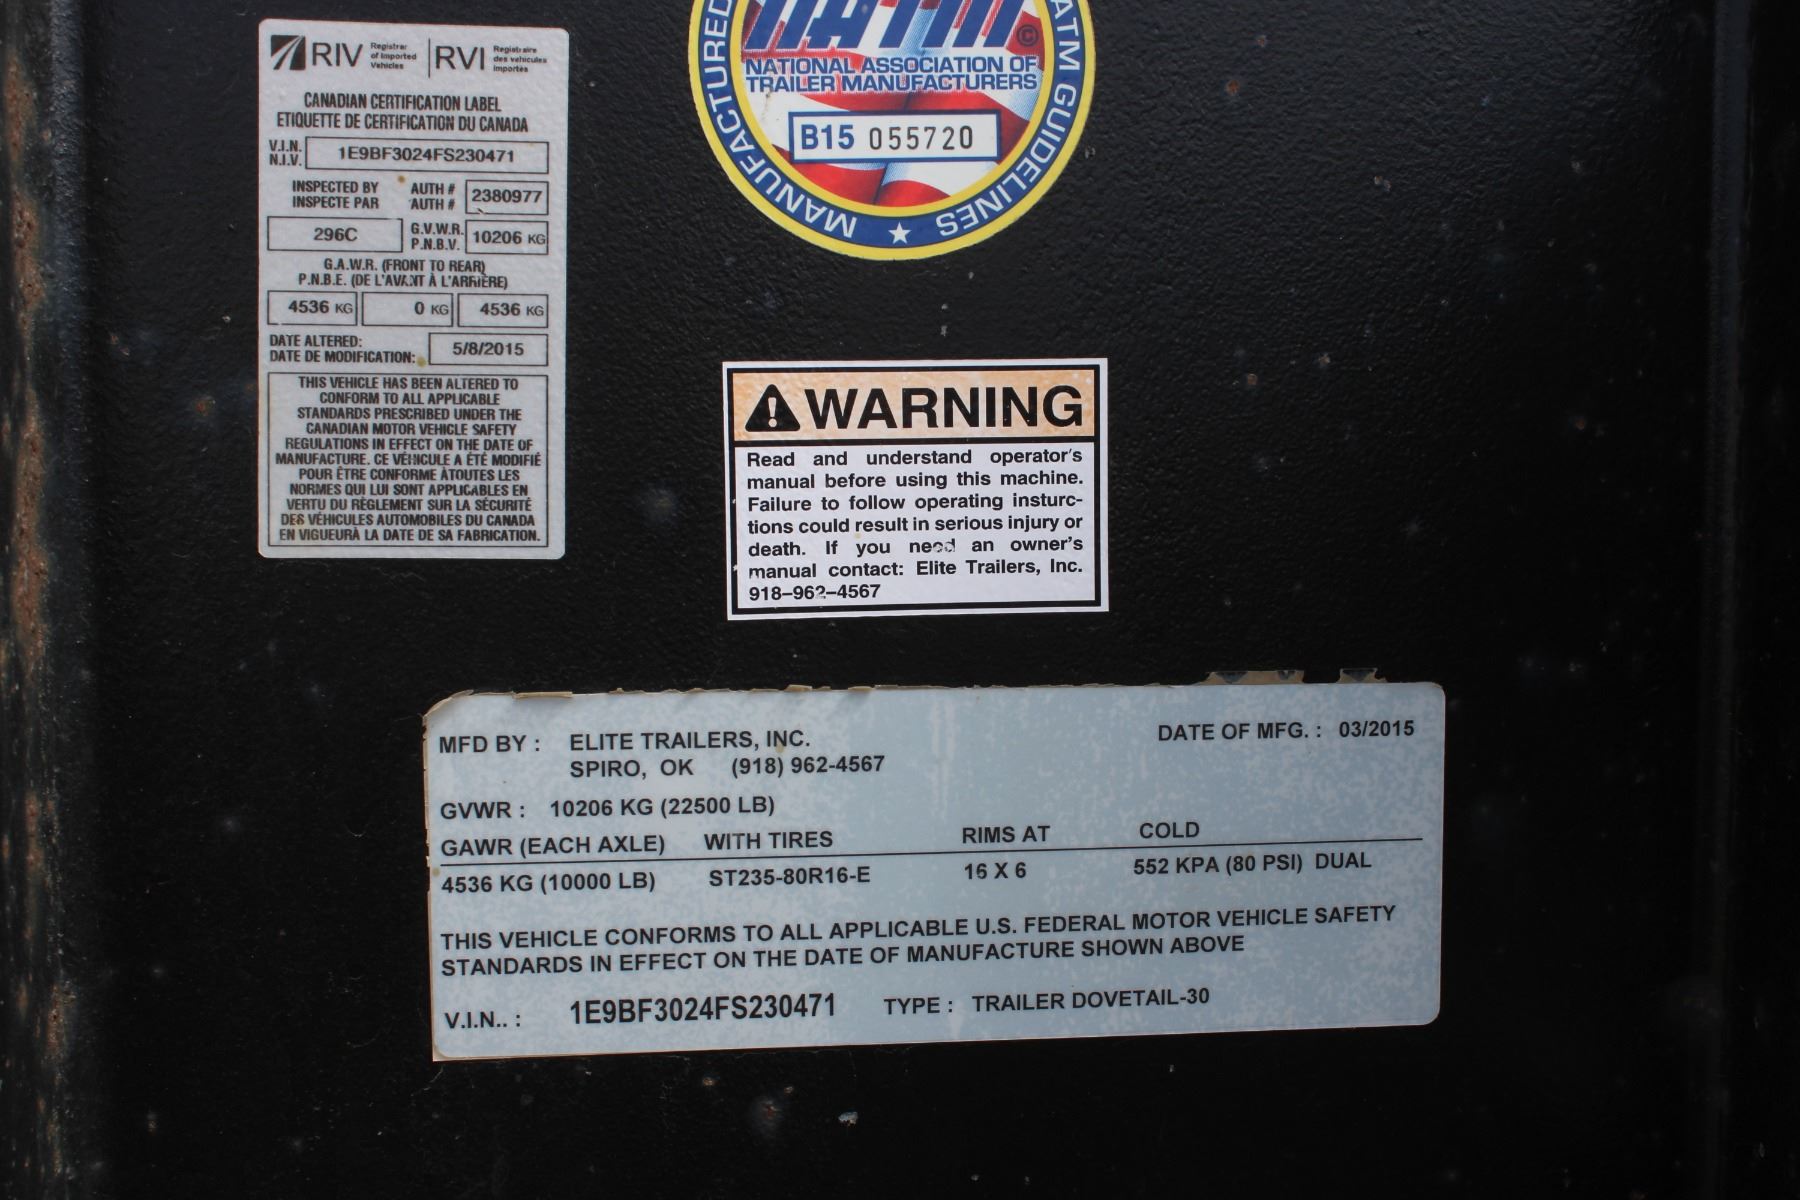 RIV Registrar of Imported Vehicles RVI Registraire des véhicules importés
CANADIAN CERTIFICATION LABEL
ETIQUETTE DE CERTIFICATION DU CANADA
V.I.N. N.I.V. 1E9BF3024FS230471
INSPECTED BY AUTH # 2380977
INSPECTE PAR AUTH #
296C G.V.W.R. P.N.B.V. 10206 KG
G.A.W.R. (FRONT TO REAR)
P.N.B.E. (DE L'AVANT À L'ARRIÈRE)
4536 KG 0 KG 4536 KG
DATE ALTERED:
DATE DE MODIFICATION: 5/8/2015
THIS VEHICLE HAS BEEN ALTERED TO
CONFORM TO ALL APPLICABLE
STANDARDS PRESCRIBED UNDER THE
CANADIAN MOTOR VEHICLE SAFETY
REGULATIONS IN EFFECT ON THE DATE OF
MANUFACTURE. CE VÉHICULE A ÉTÉ MODIFIÉ
POUR ÊTRE CONFORME ÀTOUTES LES
NORMES QUI LUI SONT APPLICABLES EN
VERTU DU RÈGLEMENT SUR LA SÉCURITÉ
DES VÉHICULES AUTOMOBILES DU CANADA
EN VIGUEURÀ LA DATE DE SA FABRICATION.
MANUFACTURED
NATM ©
NATIONAL ASSOCIATION OF
TRAILER MANUFACTURERS
B15 055720
MANUFA
ATM GUIDELINES
WARNING
Read and understand operator's
manual before using this machine.
Failure to follow operating insturc-
tions could result in serious injury or
death. If you need an owner's
manual contact: Elite Trailers, Inc.
918-962-4567
MFD BY : ELITE TRAILERS, INC. DATE OF MFG. : 03/2015
SPIRO, OK (918) 962-4567
GVWR : 10206 KG (22500 LB)
GAWR (EACH AXLE) WITH TIRES RIMS AT COLD
4536 KG (10000 LB) ST235-80R16-E 16 X 6 552 KPA (80 PSI) DUAL
THIS VEHICLE CONFORMS TO ALL APPLICABLE U.S. FEDERAL MOTOR VEHICLE SAFETY
STANDARDS IN EFFECT ON THE DATE OF MANUFACTURE SHOWN ABOVE
V.I.N.. : 1E9BF3024FS230471 TYPE : TRAILER DOVETAIL-30